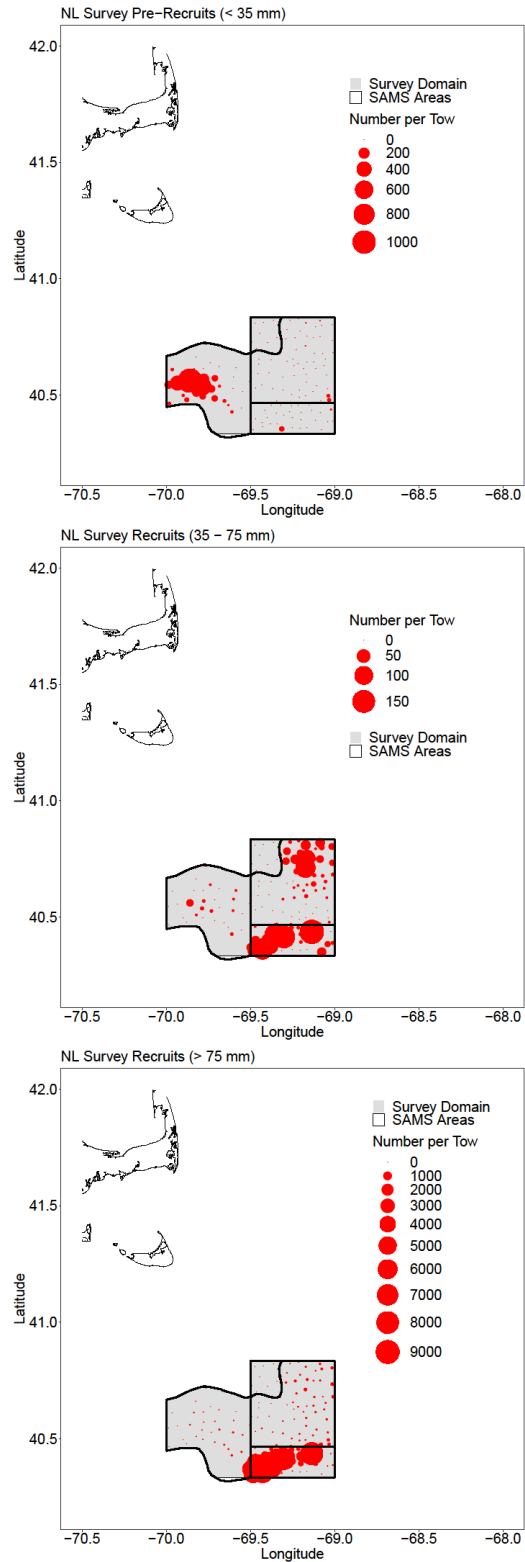 NL Survey Pre-Recruits (< 35 mm)
42.0
Survey Domain
SAMS Areas
Number per Tow
0
200
41.5
400
600
800
1000
Latitude
41.0
40.5
−70.5 −70.0 −69.5 −69.0 −68.5 −68.0
Longitude
NL Survey Recruits (35 − 75 mm)
42.0
Number per Tow
0
50
100
41.5
150
Survey Domain
SAMS Areas
Latitude
41.0
40.5
−70.5 −70.0 −69.5 −69.0 −68.5 −68.0
Longitude
NL Survey Recruits (> 75 mm)
42.0
Survey Domain
SAMS Areas
Number per Tow
0
1000
2000
3000
41.5
4000
5000
6000
7000
Latitude
41.0
8000
9000
40.5
−70.5 −70.0 −69.5 −69.0 −68.5 −68.0
Longitude